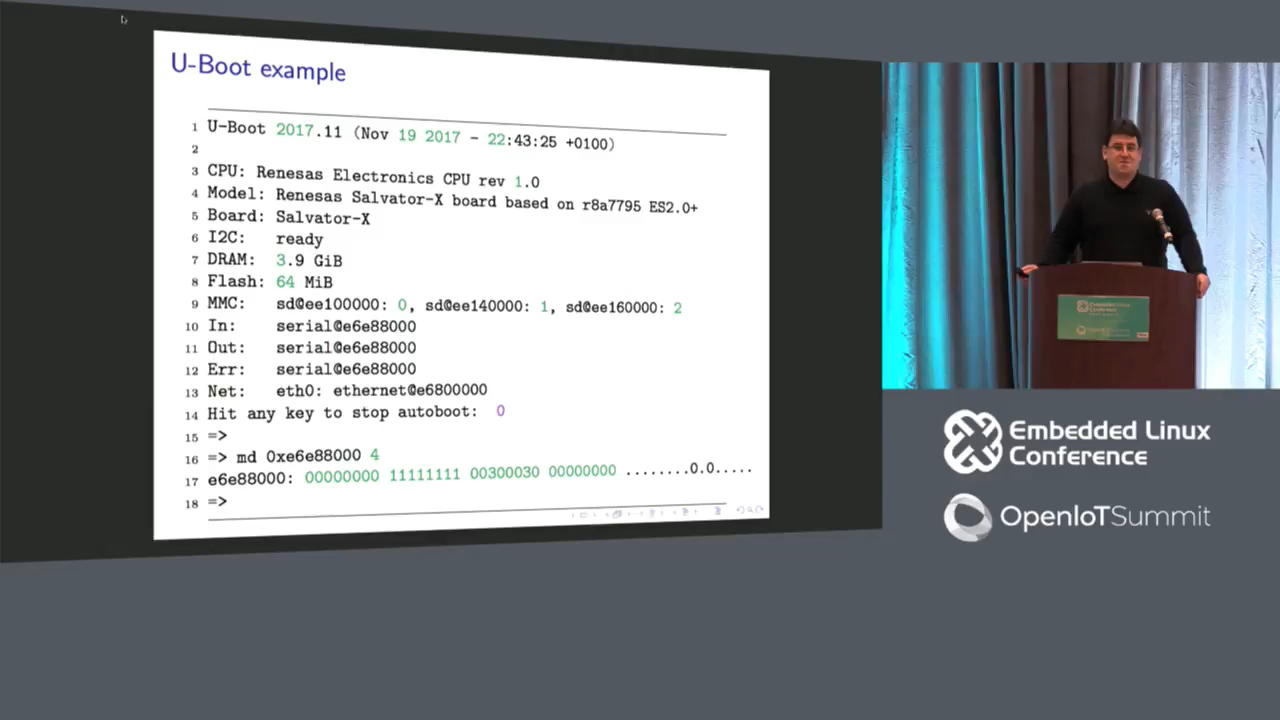 U-Boot example
1 U-Boot 2017.11 (Nov 19 2017 - 22:43:25 +0100)
2
3 CPU: Renesas Electronics CPU rev 1.0
4 Model: Renesas Salvator-X board based on r8a7795 ES2.0+
5 Board: Salvator-X
6 I2C: ready
7 DRAM: 3.9 GiB
8 Flash: 64 MiB
9 MMC: sd@ee100000: 0, sd@ee140000: 1, sd@ee160000: 2
10 In: serial@e6e88000
11 Out: serial@e6e88000
12 Err: serial@e6e88000
13 Net: eth0: ethernet@e6800000
14 Hit any key to stop autoboot: 0
15 =>
16 => md 0xe6e88000 4
17 e6e88000: 00000000 11111111 00300030 00000000 ........0.0.....
18 =>
Embedded Linux
Conference
Embedded Linux
Conference
OpenIoTSummit